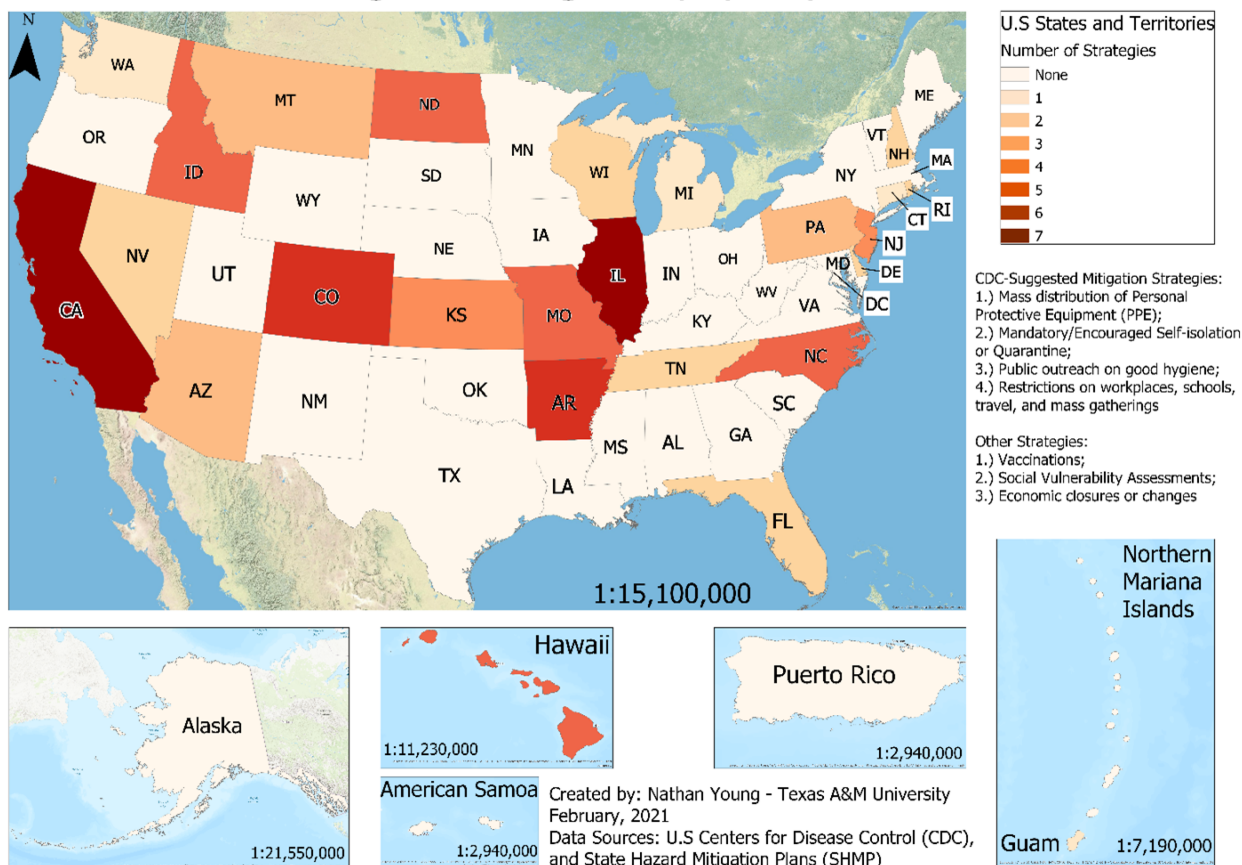 N
WA
MT
ND
MN
ME
VT
NH
MA
OR
ID
SD
WI
MI
NY
RI
CT
WY
IA
PA
NJ
NE
NV
UT
CO
KS
MO
IL
IN
OH
MD
DE
WV
VA
DC
KY
CA
AZ
NM
OK
AR
TN
NC
SC
MS
AL
GA
TX
LA
FL
1:15,100,000
U.S States and Territories
Number of Strategies
None
1
2
3
4
5
6
7
CDC-Suggested Mitigation Strategies:
1.) Mass distribution of Personal
Protective Equipment (PPE);
2.) Mandatory/Encouraged Self-isolation
or Quarantine;
3.) Public outreach on good hygiene;
4.) Restrictions on workplaces, schools,
travel, and mass gatherings
Other Strategies:
1.) Vaccinations;
2.) Social Vulnerability Assessments;
3.) Economic closures or changes
Alaska
1:21,550,000
Hawaii
1:11,230,000
Puerto Rico
1:2,940,000
American Samoa
1:2,940,000
Northern
Mariana
Islands
Guam
1:7,190,000
Created by: Nathan Young - Texas A&M University
February, 2021
Data Sources: U.S Centers for Disease Control (CDC),
and State Hazard Mitigation Plans (SHMP)